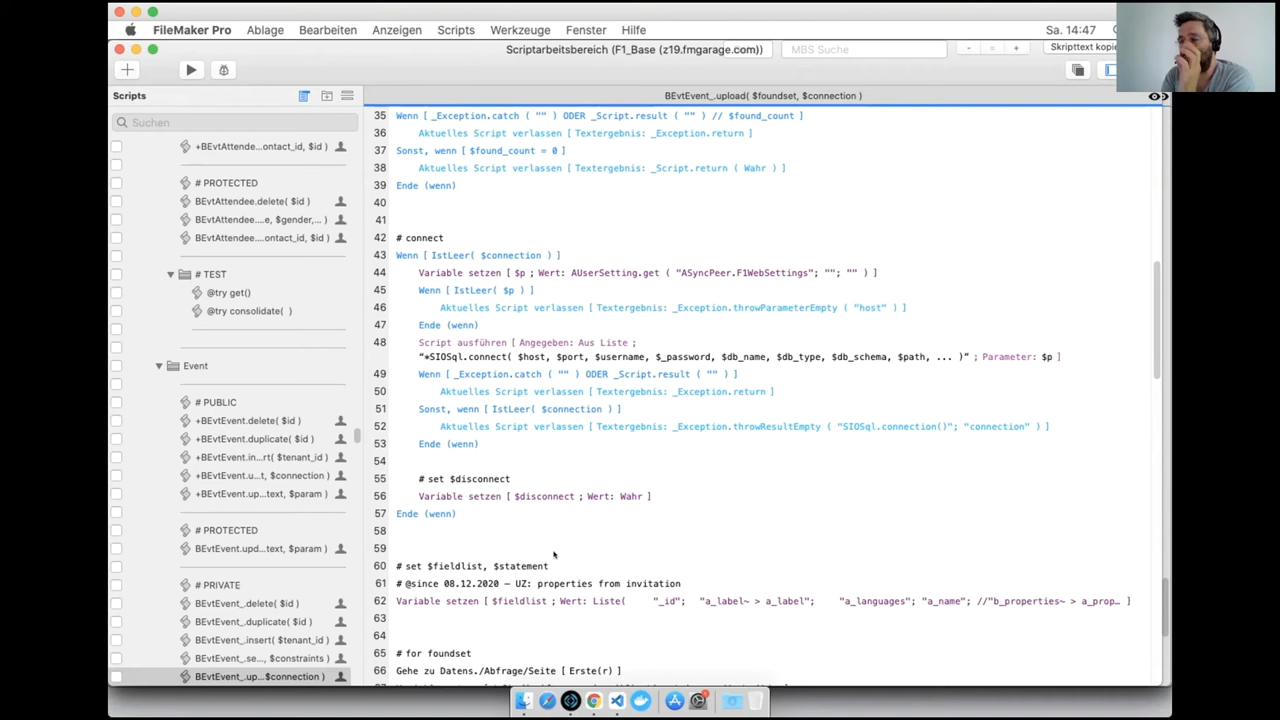 FileMaker Pro Ablage Bearbeiten Anzeigen Scripts Werkzeuge Fenster Hilfe Sa. 14:47
Scriptarbeitsbereich (F1_Base (z19.fmgarage.com)) MBS Suche - = + Skripttext kopie
Scripts
BEvtEvent_.upload( $foundset, $connection )
Suchen
+BEvtAttende...ontact_id, $id )
# PROTECTED
BEvtAttendee.delete( $id )
BEvtAttendee....e, $gender,... )
BEvtAttendee....ontact_id, $id )
# TEST
@try get()
@try consolidate( )
Event
# PUBLIC
+BEvtEvent.delete( $id )
+BEvtEvent.duplicate( $id )
+BEvtEvent.in...rt( $tenant_id )
+BEvtEvent.u...t, $connection )
+BEvtEvent.up...text, $param )
# PROTECTED
BEvtEvent.upd...text, $param )
# PRIVATE
BEvtEvent_.delete( $id )
BEvtEvent_.duplicate( $id )
BEvtEvent_.insert( $tenant_id )
BEvtEvent_.se..., $constraints )
BEvtEvent_.up...$connection )
35 Wenn [ _Exception.catch ( "" ) ODER _Script.result ( "" ) // $found_count ]
36 Aktuelles Script verlassen [ Textergebnis: _Exception.return ]
37 Sonst, wenn [ $found_count = 0 ]
38 Aktuelles Script verlassen [ Textergebnis: _Script.return ( Wahr ) ]
39 Ende (wenn)
40
41
42 # connect
43 Wenn [ IstLeer( $connection ) ]
44 Variable setzen [ $p ; Wert: AUserSetting.get ( "ASyncPeer.F1WebSettings"; ""; "" ) ]
45 Wenn [ IstLeer( $p ) ]
46 Aktuelles Script verlassen [ Textergebnis: _Exception.throwParameterEmpty ( "host" ) ]
47 Ende (wenn)
48 Script ausführen [ Angegeben: Aus Liste ;
“*SIOSql.connect( $host, $port, $username, $_password, $db_name, $db_type, $db_schema, $path, ... )” ; Parameter: $p ]
49 Wenn [ _Exception.catch ( "" ) ODER _Script.result ( "" ) ]
50 Aktuelles Script verlassen [ Textergebnis: _Exception.return ]
51 Sonst, wenn [ IstLeer( $connection ) ]
52 Aktuelles Script verlassen [ Textergebnis: _Exception.throwResultEmpty ( "SIOSql.connection()"; "connection" ) ]
53 Ende (wenn)
54
55 # set $disconnect
56 Variable setzen [ $disconnect ; Wert: Wahr ]
57 Ende (wenn)
58
59
60 # set $fieldlist, $statement
61 # @since 08.12.2020 – UZ: properties from invitation
62 Variable setzen [ $fieldlist ; Wert: Liste( "_id"; "a_label~ > a_label"; "a_languages"; "a_name"; //"b_properties~ > a_prop… ]
63
64
65 # for foundset
66 Gehe zu Datens./Abfrage/Seite [ Erste(r) ]